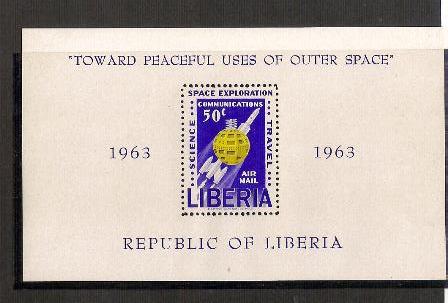 "TOWARD PEACEFUL USES OF OUTER SPACE"
SPACE EXPLORATION
COMMUNICATIONS
50¢
SCIENCE
TRAVEL
1963
1963
AIR
MAIL
LIBERIA
REPUBLIC OF LIBERIA